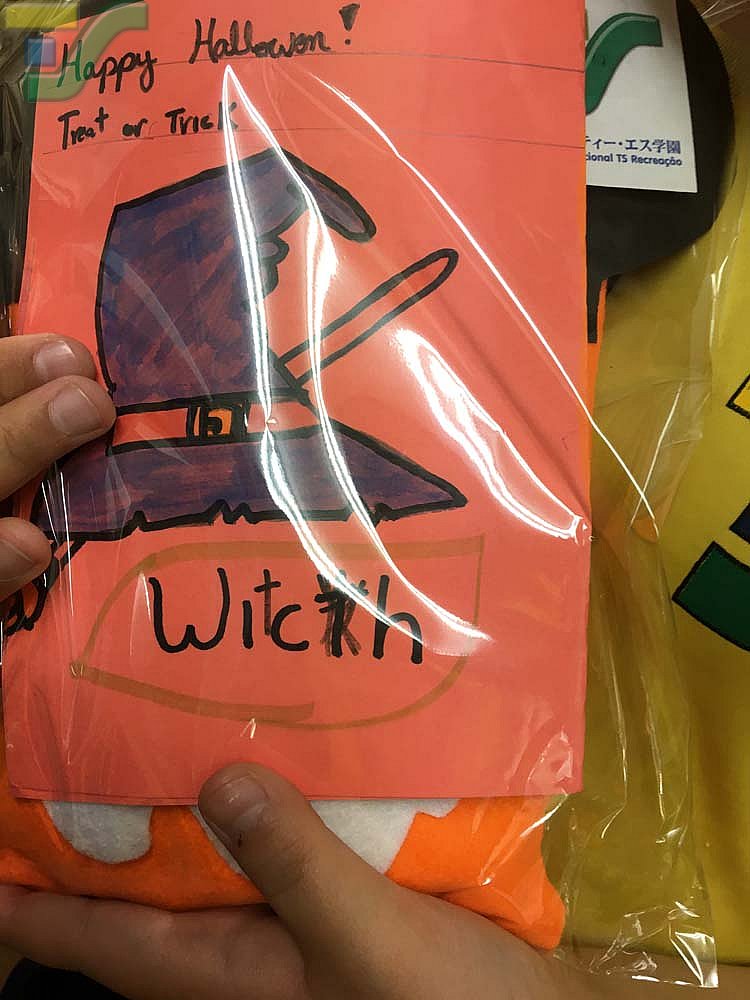 Happy Hallowen!
Treat or Trick
ティー・エス学園
cional TS Recreação
Witch